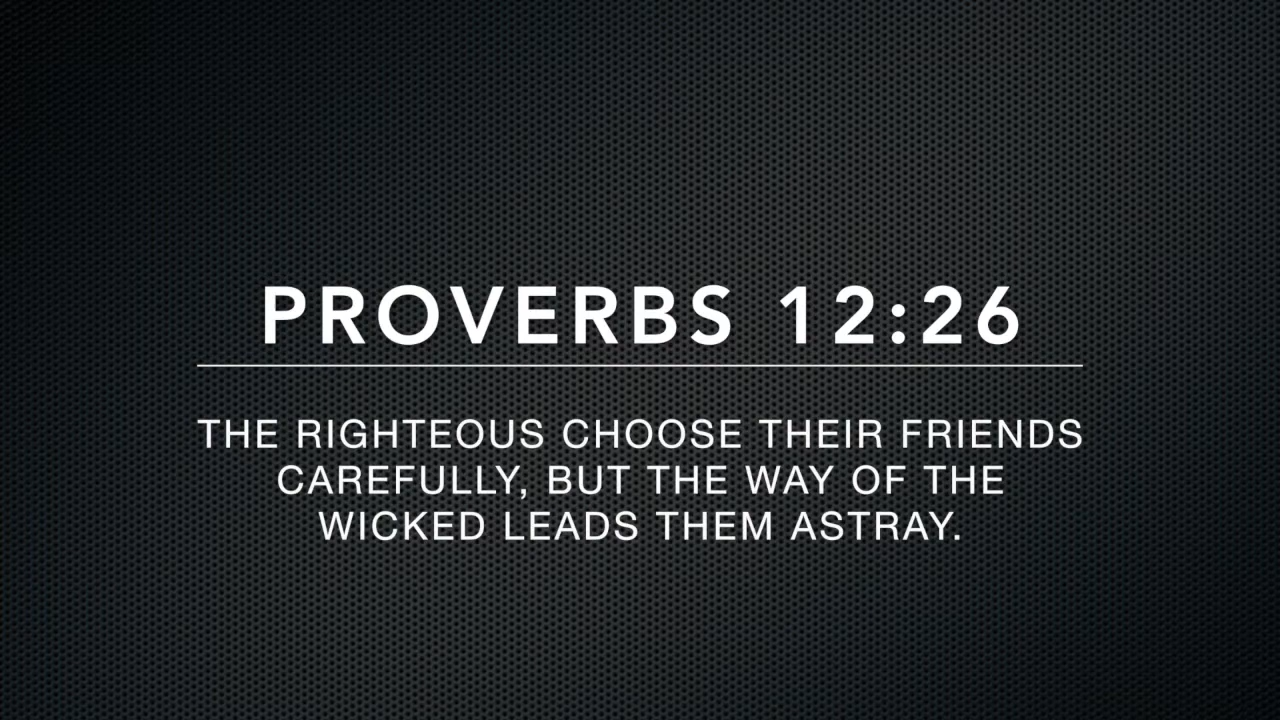 PROVERBS 12:26
THE RIGHTEOUS CHOOSE THEIR FRIENDS
CAREFULLY, BUT THE WAY OF THE
WICKED LEADS THEM ASTRAY.